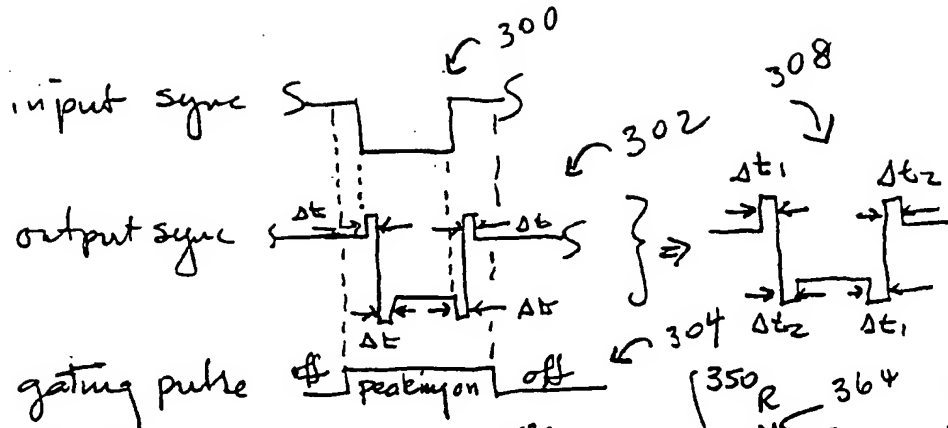 300
308
input sync
302
Δt1 Δt2
Δt Δt
output sync
Δt Δt
Δt2 Δt1
304
gating pulse off peaking on off
350 R 364